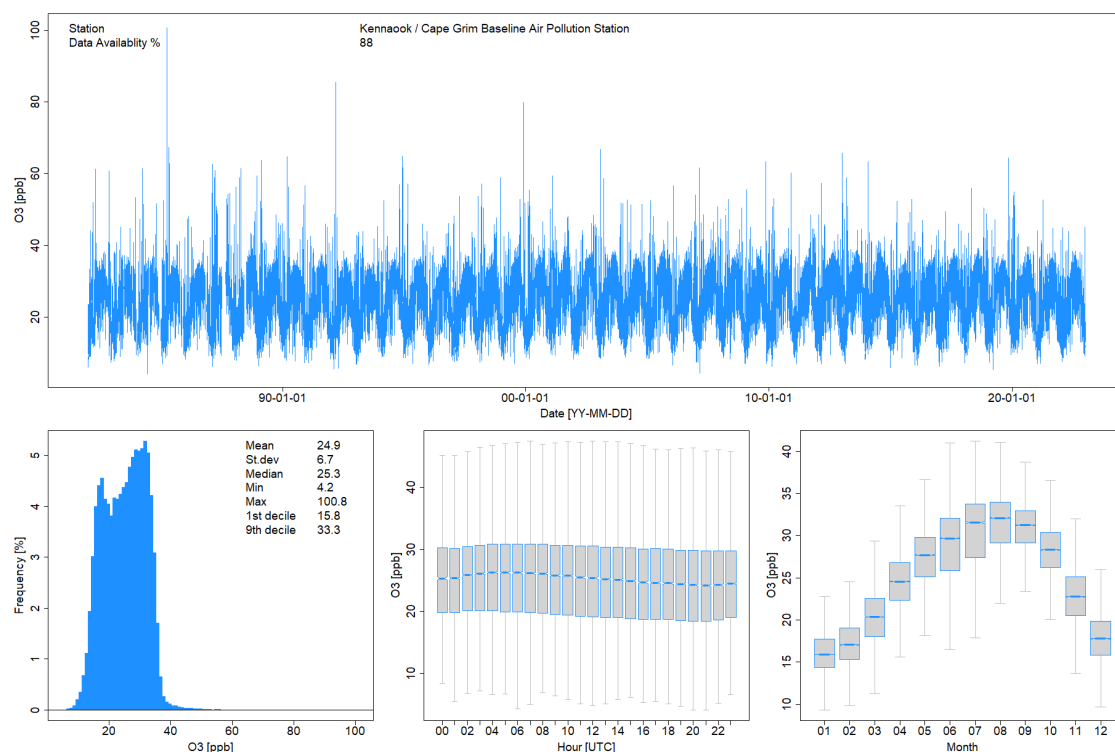 Station Kennaook / Cape Grim Baseline Air Pollution Station
Data Availablity % 88
O3 [ppb]
100
80
60
40
20
90-01-01 00-01-01 10-01-01 20-01-01
Date [YY-MM-DD]
Mean 24.9
St.dev 6.7
Median 25.3
Min 4.2
Max 100.8
1st decile 15.8
9th decile 33.3
Frequency [%]
5
4
3
2
1
0
0 20 40 60 80 100
O3 [ppb]
O3 [ppb]
40
30
20
10
00 02 04 06 08 10 12 14 16 18 20 22
Hour [UTC]
O3 [ppb]
40
35
30
25
20
15
10
01 02 03 04 05 06 07 08 09 10 11 12
Month